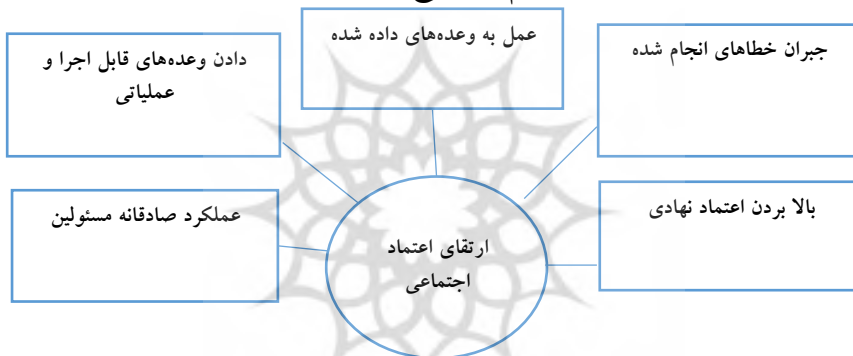 عمل به وعده‌های داده شده
جبران خطاهای انجام شده
دادن وعده‌های قابل اجرا و
عملیاتی
بالا بردن اعتماد نهادی
عملکرد صادقانه مسئولین
ارتقای اعتماد
اجتماعی